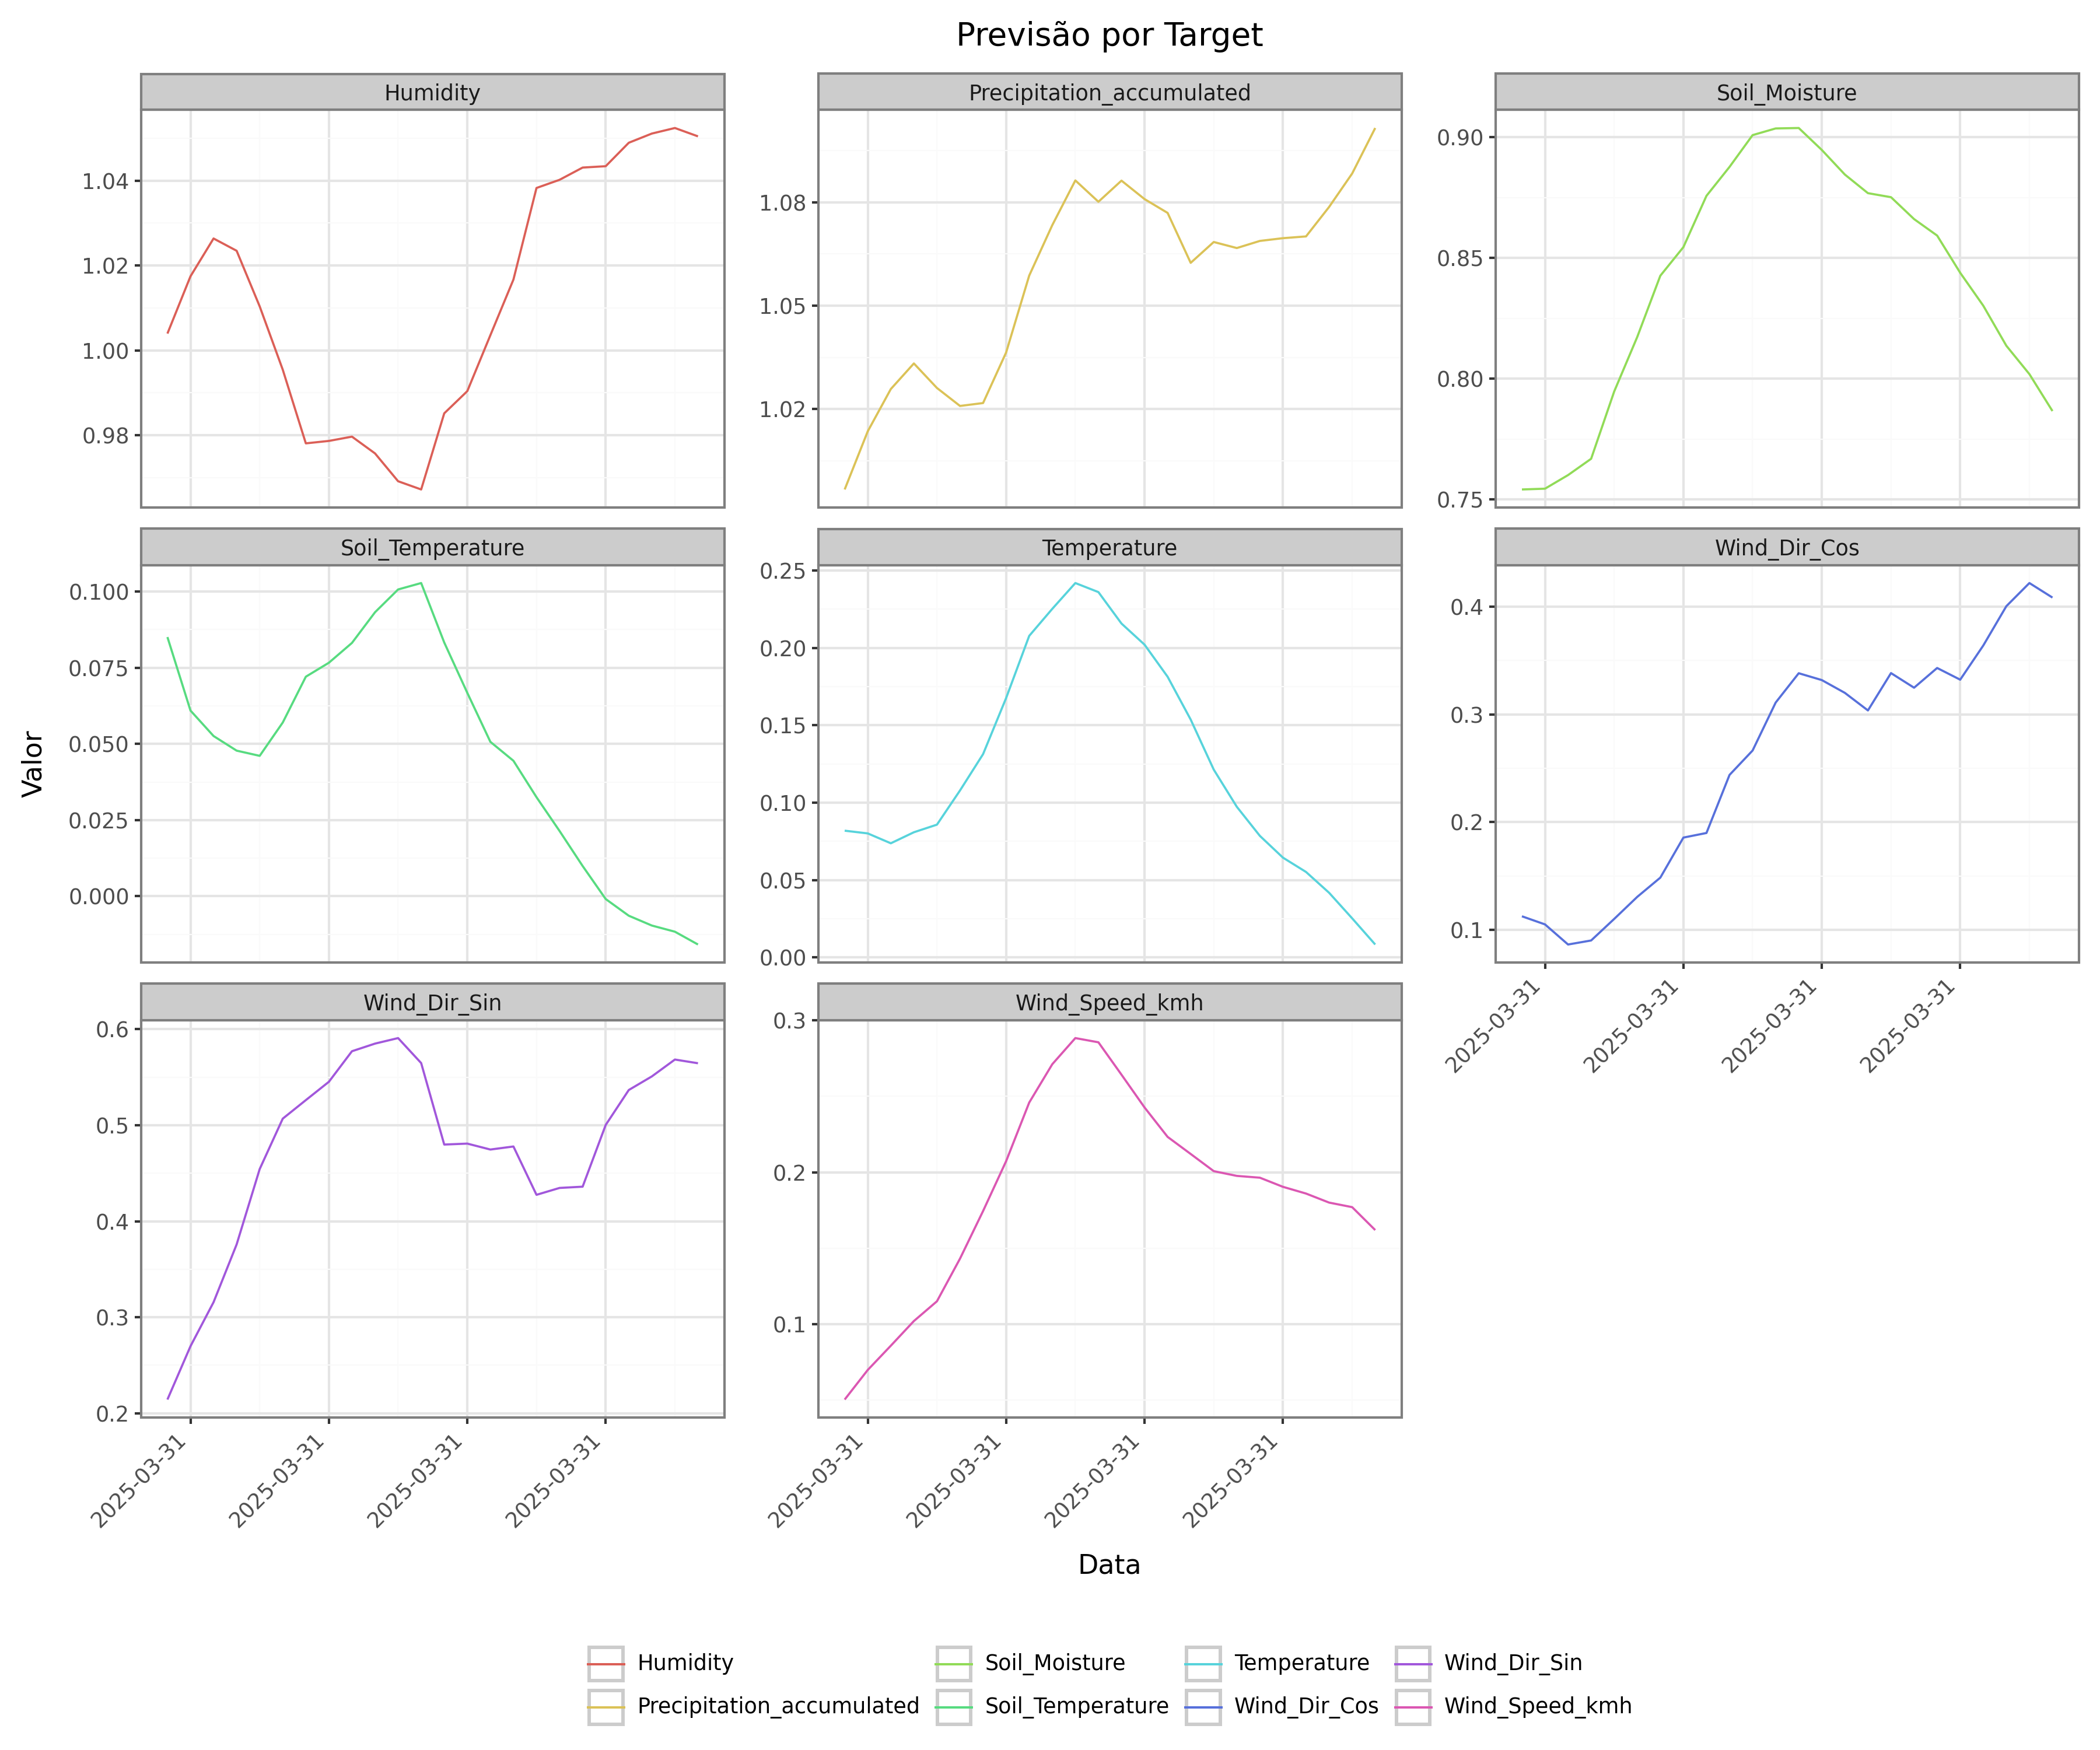 Previsão por Target
Humidity
Precipitation_accumulated
Soil_Moisture
1.04
1.02
1.00
0.98
1.08
1.05
1.02
0.90
0.85
0.80
0.75
Soil_Temperature
Temperature
Wind_Dir_Cos
0.100
0.075
0.050
0.025
0.000
0.25
0.20
0.15
0.10
0.05
0.00
0.4
0.3
0.2
0.1
2025-03-31
2025-03-31
2025-03-31
2025-03-31
Valor
Wind_Dir_Sin
Wind_Speed_kmh
0.6
0.5
0.4
0.3
0.2
0.3
0.2
0.1
2025-03-31
2025-03-31
2025-03-31
2025-03-31
2025-03-31
2025-03-31
2025-03-31
2025-03-31
Data
Humidity
Precipitation_accumulated
Soil_Moisture
Soil_Temperature
Temperature
Wind_Dir_Cos
Wind_Dir_Sin
Wind_Speed_kmh